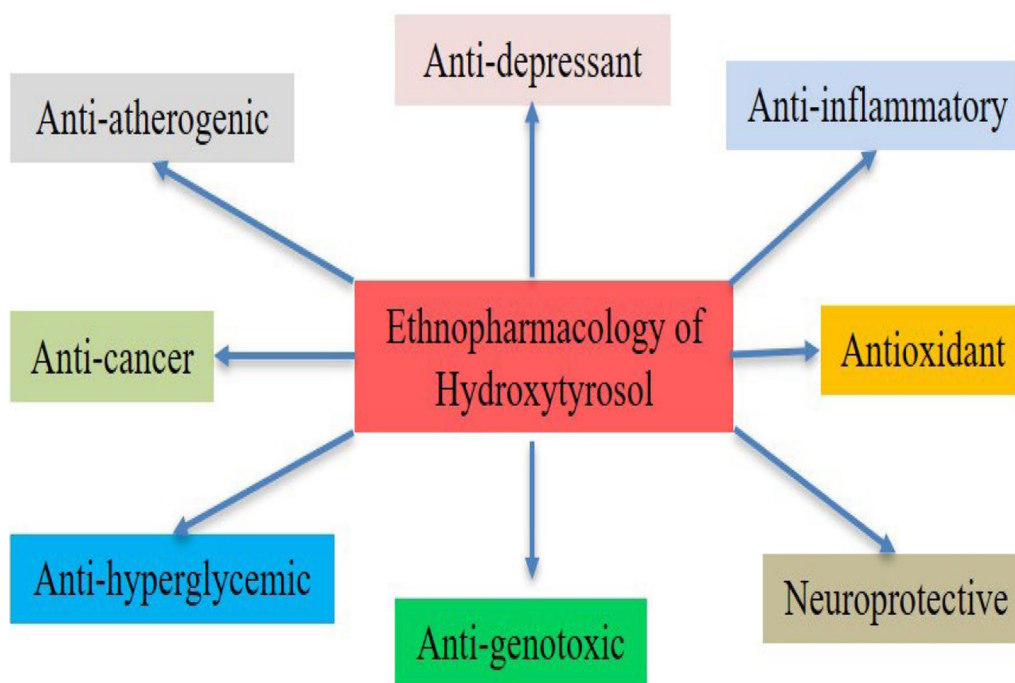 Anti-depressant
Anti-atherogenic
Anti-inflammatory
Ethnopharmacology of
Hydroxytyrosol
Anti-cancer
Antioxidant
Anti-hyperglycemic
Neuroprotective
Anti-genotoxic